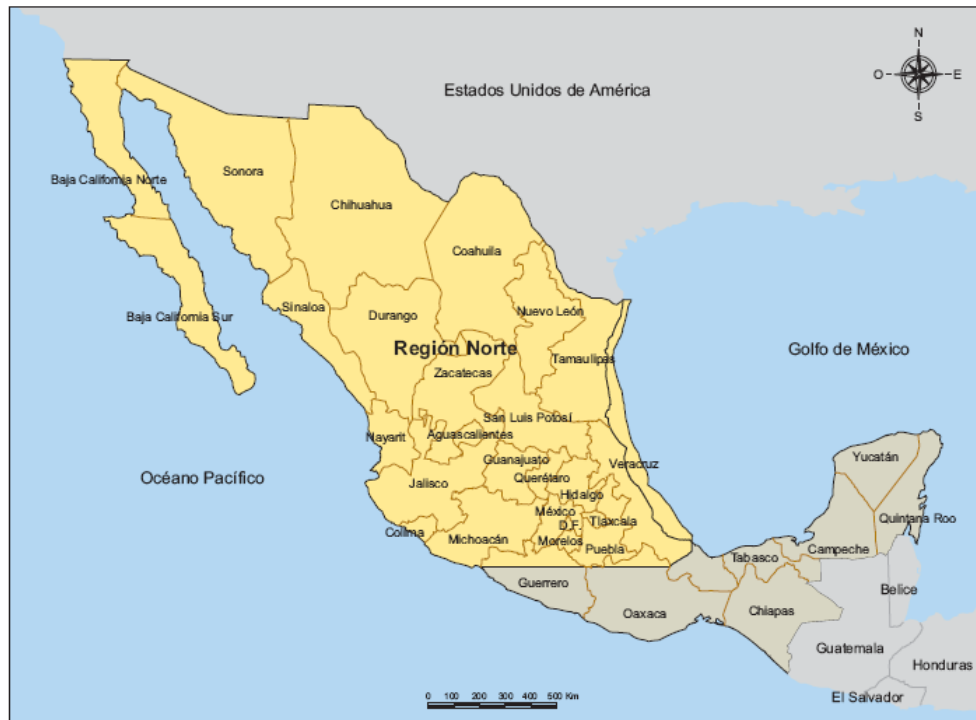 N
Estados Unidos de América
O
E
S
Sonora
Baja California Norte
Chihuahua
Coahuila
Sinaloa
Durango
Nuevo León
Baja California Sur
Región Norte
Golfo de México
Tamaulipas
Zacatecas
San Luis Potosí
Nayarit
Aguascalientes
Guanajuato
Veracruz
Yucatán
Océano Pacífico
Jalisco
Querétaro
Hidalgo
México
Quintana Roo
D.F.
Tlaxcala
Colima
Michoacán
Morelos
Puebla
Campeche
Tabasco
Guerrero
Belice
Oaxaca
Chiapas
Guatemala
Honduras
El Salvador
0 100 200 300 400 500 Km